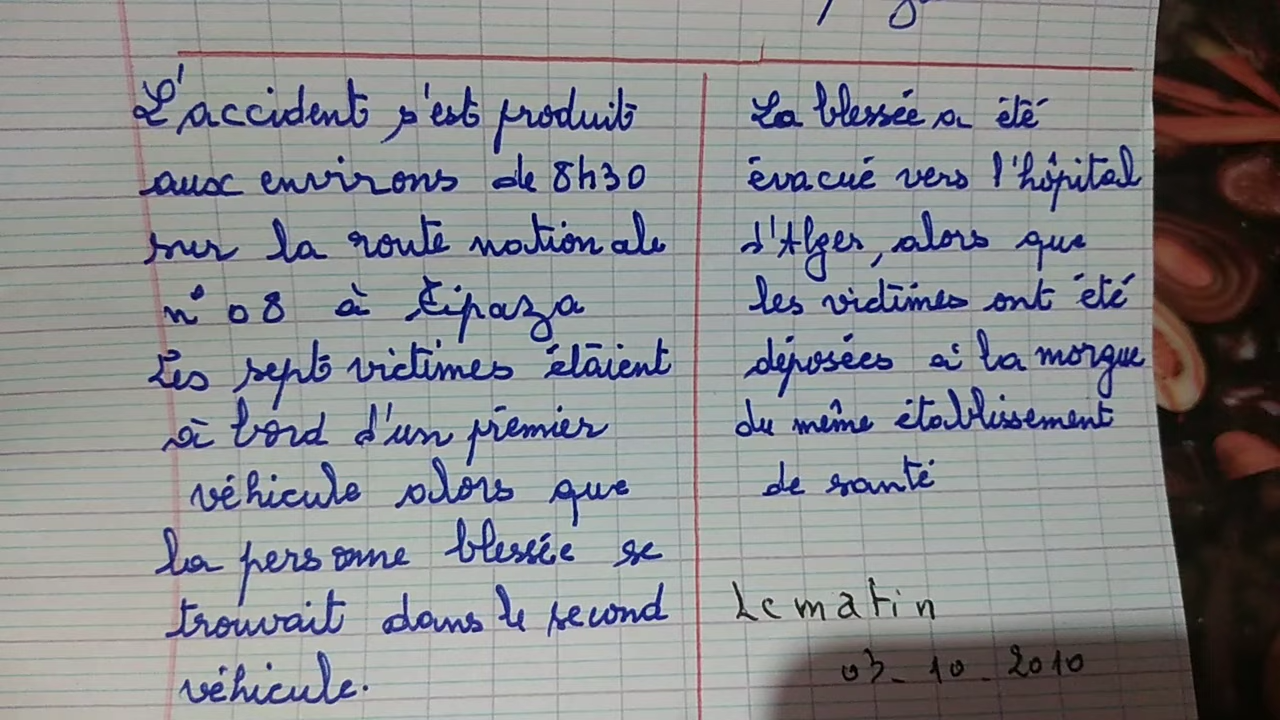 L'accident s'est produit
aux environs de 8h30
sur la route nationale
n° 08 à Tipaza
Les sept victimes étaient
à bord d'un prémier
véhicule alors que
la personne blessée se
trouvait dans le second
véhicule.
La blessée a été
évacué vers l'hôpital
d'Alger, alors que
les victimes ont été
déposées à la morgue
du même établissement
de santé
Le matin
03-10-2010